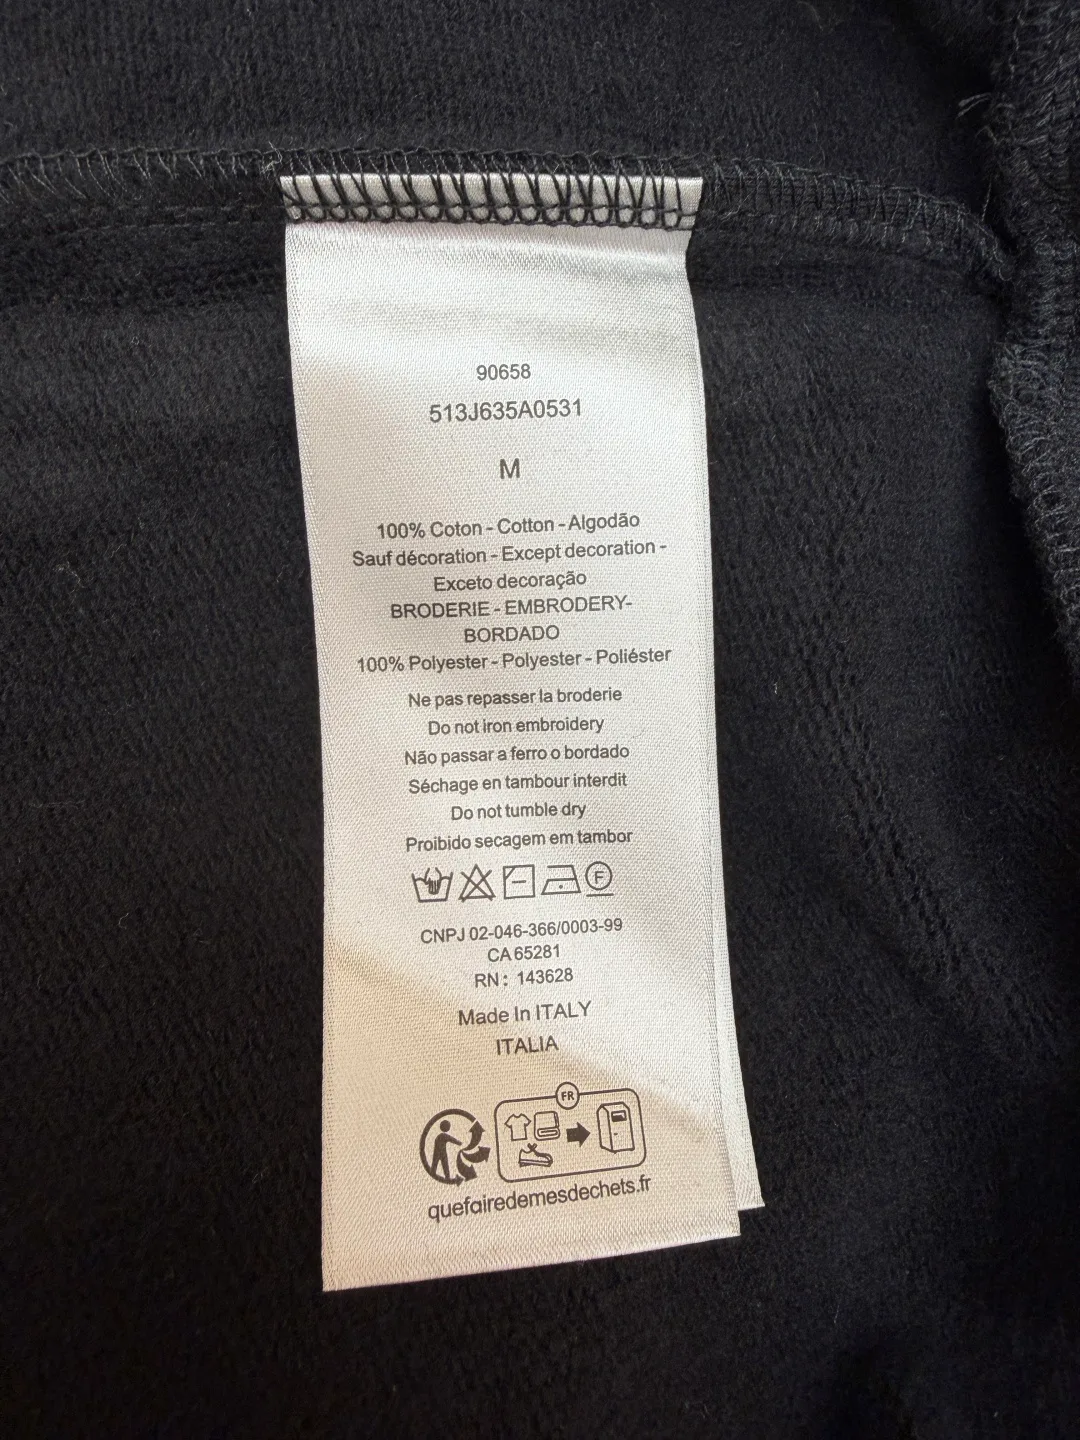 90658
513J635A0531
M
100% Coton - Cotton - Algodão
Sauf décoration - Except decoration -
Exceto decoração
BRODERIE - EMBRODERY-
BORDADO
100% Polyester - Polyester - Poliéster
Ne pas repasser la broderie
Do not iron embroidery
Não passar a ferro o bordado
Séchage en tambour interdit
Do not tumble dry
Proibido secagem em tambor
F
CNPJ 02-046-366/0003-99
CA 65281
RN: 143628
Made In ITALY
ITALIA
FR
quefairedemesdechets.fr